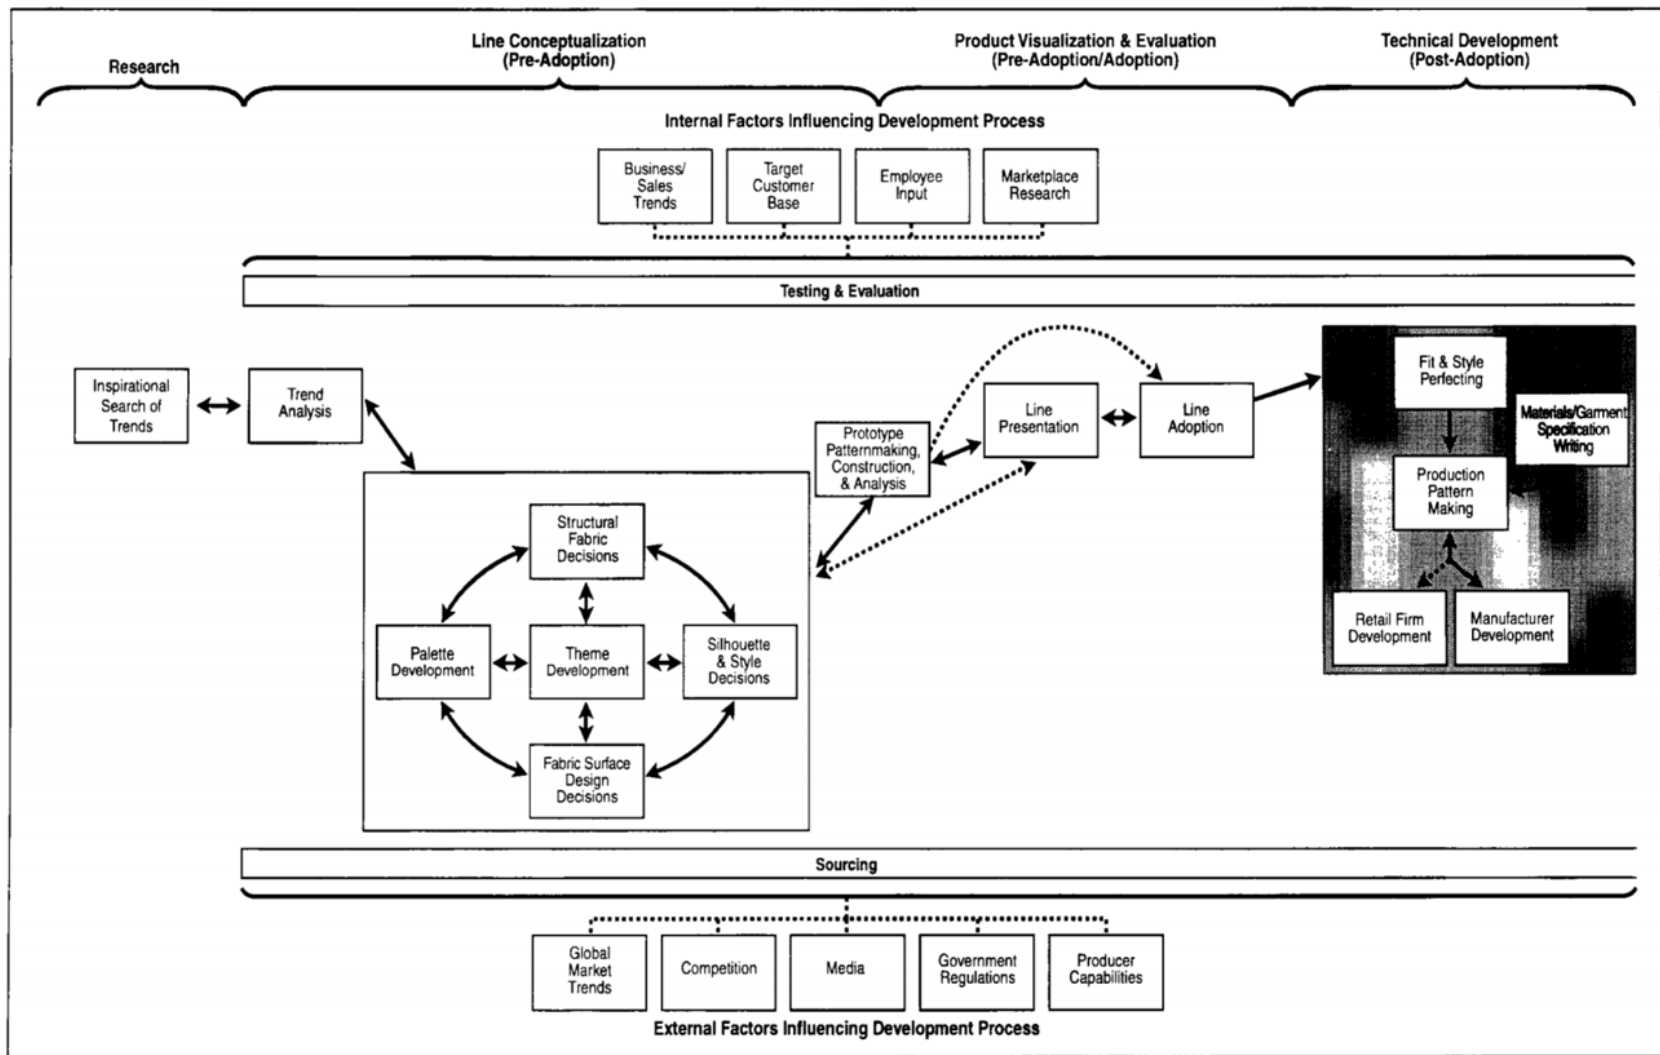 Research
Line Conceptualization
(Pre-Adoption)
Product Visualization & Evaluation
(Pre-Adoption/Adoption)
Technical Development
(Post-Adoption)
Internal Factors Influencing Development Process
Business/
Sales
Trends
Target
Customer
Base
Employee
Input
Marketplace
Research
Testing & Evaluation
Inspirational
Search of
Trends
Trend
Analysis
Structural
Fabric
Decisions
Palette
Development
Theme
Development
Silhouette
& Style
Decisions
Fabric Surface
Design
Decisions
Prototype
Patternmaking,
Construction,
& Analysis
Line
Presentation
Line
Adoption
Fit & Style
Perfecting
Materials/Garment
Specification
Writing
Production
Pattern
Making
Retail Firm
Development
Manufacturer
Development
Sourcing
Global
Market
Trends
Competition
Media
Government
Regulations
Producer
Capabilities
External Factors Influencing Development Process